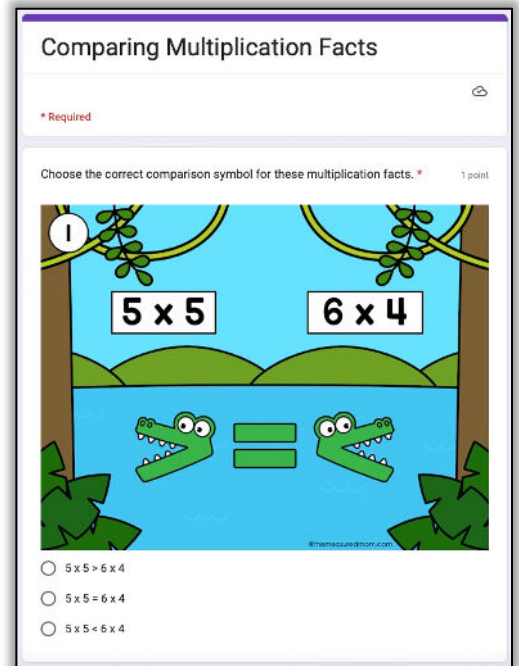 Comparing Multiplication Facts
* Required
Choose the correct comparison symbol for these multiplication facts. * 1 point
1
5 x 5 6 x 4
=
©themeasuredmom.com
5 x 5 > 6 x 4
5 x 5 = 6 x 4
5 x 5 < 6 x 4